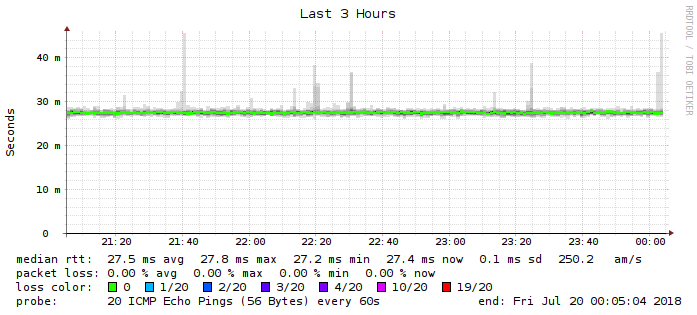 Last 3 Hours
RRDTOOL / TOBI OETIKER
Seconds
40 m
30 m
20 m
10 m
0
21:20 21:40 22:00 22:20 22:40 23:00 23:20 23:40 00:00
median rtt: 27.5 ms avg 27.8 ms max 27.2 ms min 27.4 ms now 0.1 ms sd 250.2 am/s
packet loss: 0.00 % avg 0.00 % max 0.00 % min 0.00 % now
loss color: 0 1/20 2/20 3/20 4/20 10/20 19/20
probe: 20 ICMP Echo Pings (56 Bytes) every 60s end: Fri Jul 20 00:05:04 2018